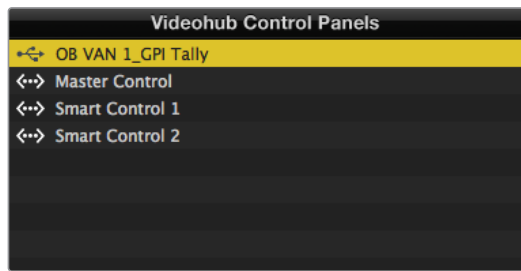 Videohub Control Panels
OB VAN 1_GPI Tally
Master Control
Smart Control 1
Smart Control 2